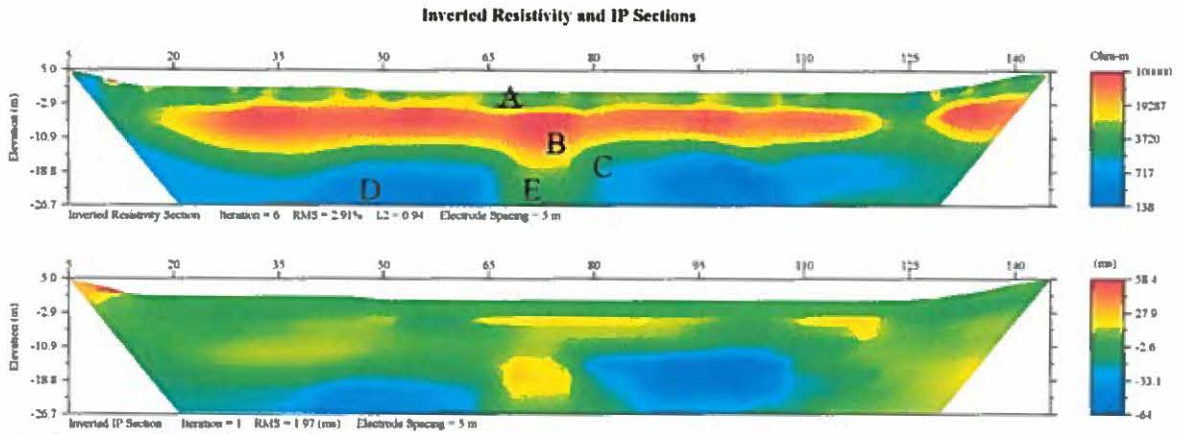 Inverted Resistivity and IP Sections
5 20 35 50 65 80 95 110 125 140
Ohm-m
5.0
-2.9
-10.9
-18.8
-26.7
Elevation (m)
A
B
C
D
E
100000
19287
3720
717
138
Inverted Resistivity Section Iteration = 6 RMS = 2.91% L2 = 0.94 Electrode Spacing = 5 m
5 20 35 50 65 80 95 110 125 140
(ms)
5.0
-2.9
-10.9
-18.8
-26.7
Elevation (m)
58.4
27.9
-2.6
-33.1
-64
Inverted IP Section Iteration = 1 RMS = 1.97 (ms) Electrode Spacing = 5 m